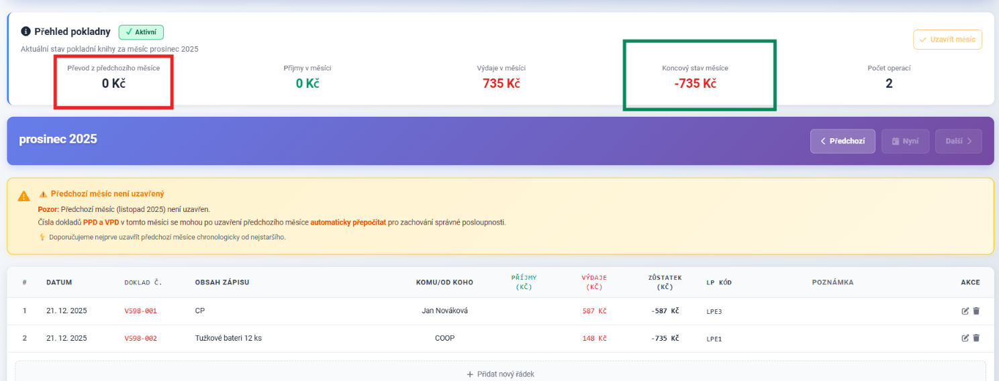 Přehled pokladny
Aktivní
Aktuální stav pokladní knihy za měsíc prosinec 2025
Uzavřít měsíc
Převod z předchozího měsíce
0 Kč
Příjmy v měsíci
0 Kč
Výdaje v měsíci
735 Kč
Koncový stav měsíce
-735 Kč
Počet operací
2
prosinec 2025
Předchozí
Nyní
Další
Předchozí měsíc není uzavřený
Pozor: Předchozí měsíc (listopad 2025) není uzavřen.
Čísla dokladů PPD a VPD v tomto měsíci se mohou po uzavření předchozího měsíce automaticky přepočítat pro zachování správné posloupnosti.
Doporučujeme nejprve uzavřít předchozí měsíce chronologicky od nejstaršího.
# DATUM DOKLAD Č. OBSAH ZÁPISU KOMU/OD KOHO PŘÍJMY (KČ) VÝDAJE (KČ) ZŮSTATEK (KČ) LP KÓD POZNÁMKA AKCE
1 21. 12. 2025 V598-001 CP Jan Nováková 587 Kč -587 Kč LPE3
2 21. 12. 2025 V598-002 Tužkové bateri 12 ks COOP 148 Kč -735 Kč LPE1
+ Přidat nový řádek